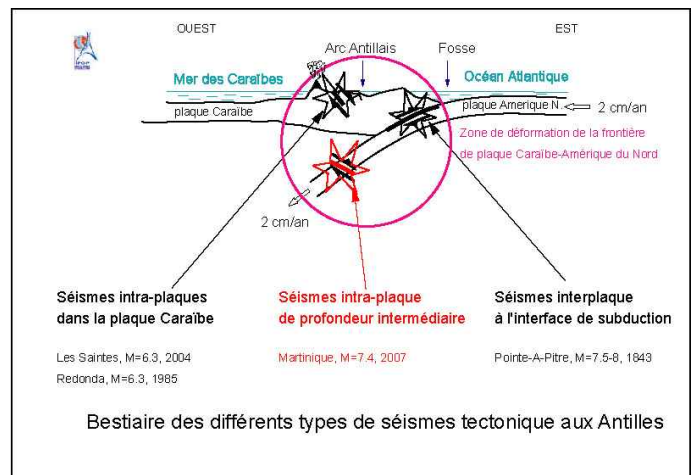 OUEST
EST
Arc Antillais
Fosse
Mer des Caraïbes
Océan Atlantique
plaque Caraïbe
plaque Amerique N.
2 cm/an
Zone de déformation de la frontière
de plaque Caraïbe-Amérique du Nord
2 cm/an
Séismes intra-plaques
dans la plaque Caraïbe
Les Saintes, M=6.3, 2004
Redonda, M=6.3, 1985
Séismes intra-plaque
de profondeur intermédiaire
Martinique, M=7.4, 2007
Séismes interplaque
à l'interface de subduction
Pointe-A-Pitre, M=7.5-8, 1843
Bestiaire des différents types de séismes tectonique aux Antilles